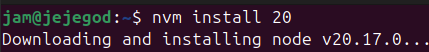 jam@jejegod:~$ nvm install 20
Downloading and installing node v20.17.0...